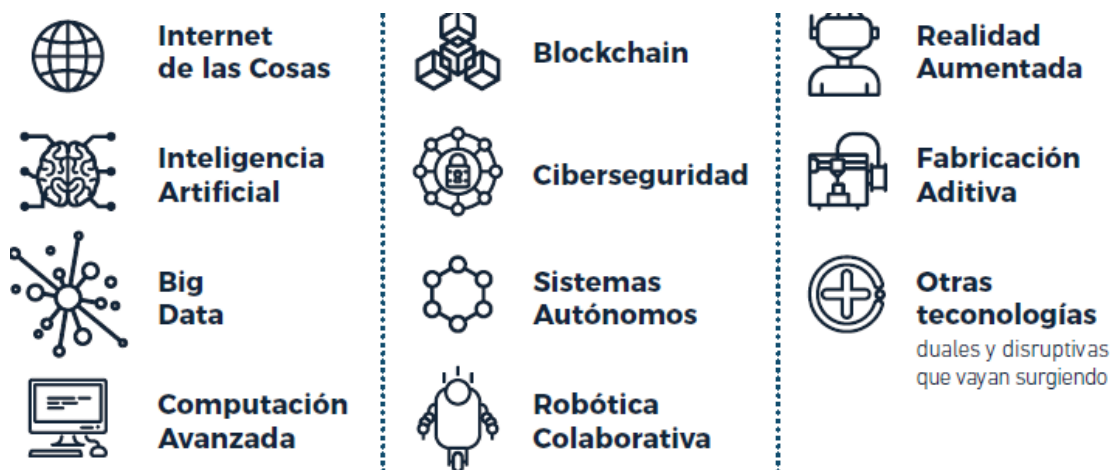 Internet
de las Cosas
Inteligencia
Artificial
Big
Data
Computación
Avanzada
Blockchain
Ciberseguridad
Sistemas
Autónomos
Robótica
Colaborativa
Realidad
Aumentada
Fabricación
Aditiva
Otras
teconologías
duales y disruptivas
que vayan surgiendo